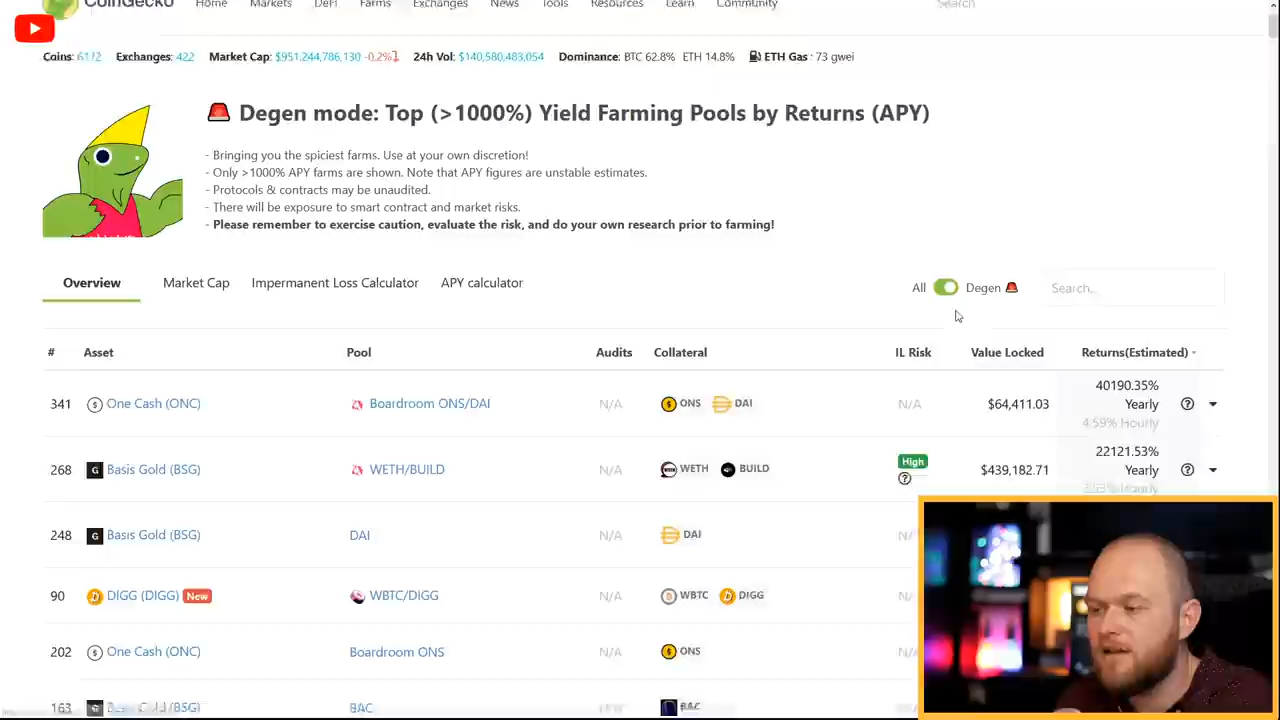 CoinGecko Home Markets DeFi Farms Exchanges News Tools Resources Learn Community Search
Coins: 6172 Exchanges: 422 Market Cap: $951,244,786,130 -0.2% 24h Vol: $140,580,483,054 Dominance: BTC 62.8% ETH 14.8% ETH Gas : 73 gwei
Degen mode: Top (>1000%) Yield Farming Pools by Returns (APY)
- Bringing you the spiciest farms. Use at your own discretion!
- Only >1000% APY farms are shown. Note that APY figures are unstable estimates.
- Protocols & contracts may be unaudited.
- There will be exposure to smart contract and market risks.
- Please remember to exercise caution, evaluate the risk, and do your own research prior to farming!
Overview Market Cap Impermanent Loss Calculator APY calculator All Degen Search...
# Asset Pool Audits Collateral IL Risk Value Locked Returns(Estimated)
341 One Cash (ONC) Boardroom ONS/DAI N/A ONS DAI N/A $64,411.03 40190.35%
Yearly
4.59% Hourly
268 Basis Gold (BSG) WETH/BUILD N/A WETH BUILD High $439,182.71 22121.53%
Yearly
Hourly
248 Basis Gold (BSG) DAI N/A DAI
90 DIGG (DIGG) New WBTC/DIGG N/A WBTC DIGG
202 One Cash (ONC) Boardroom ONS N/A ONS
163 Basis Gold (BSG) BAC BAC